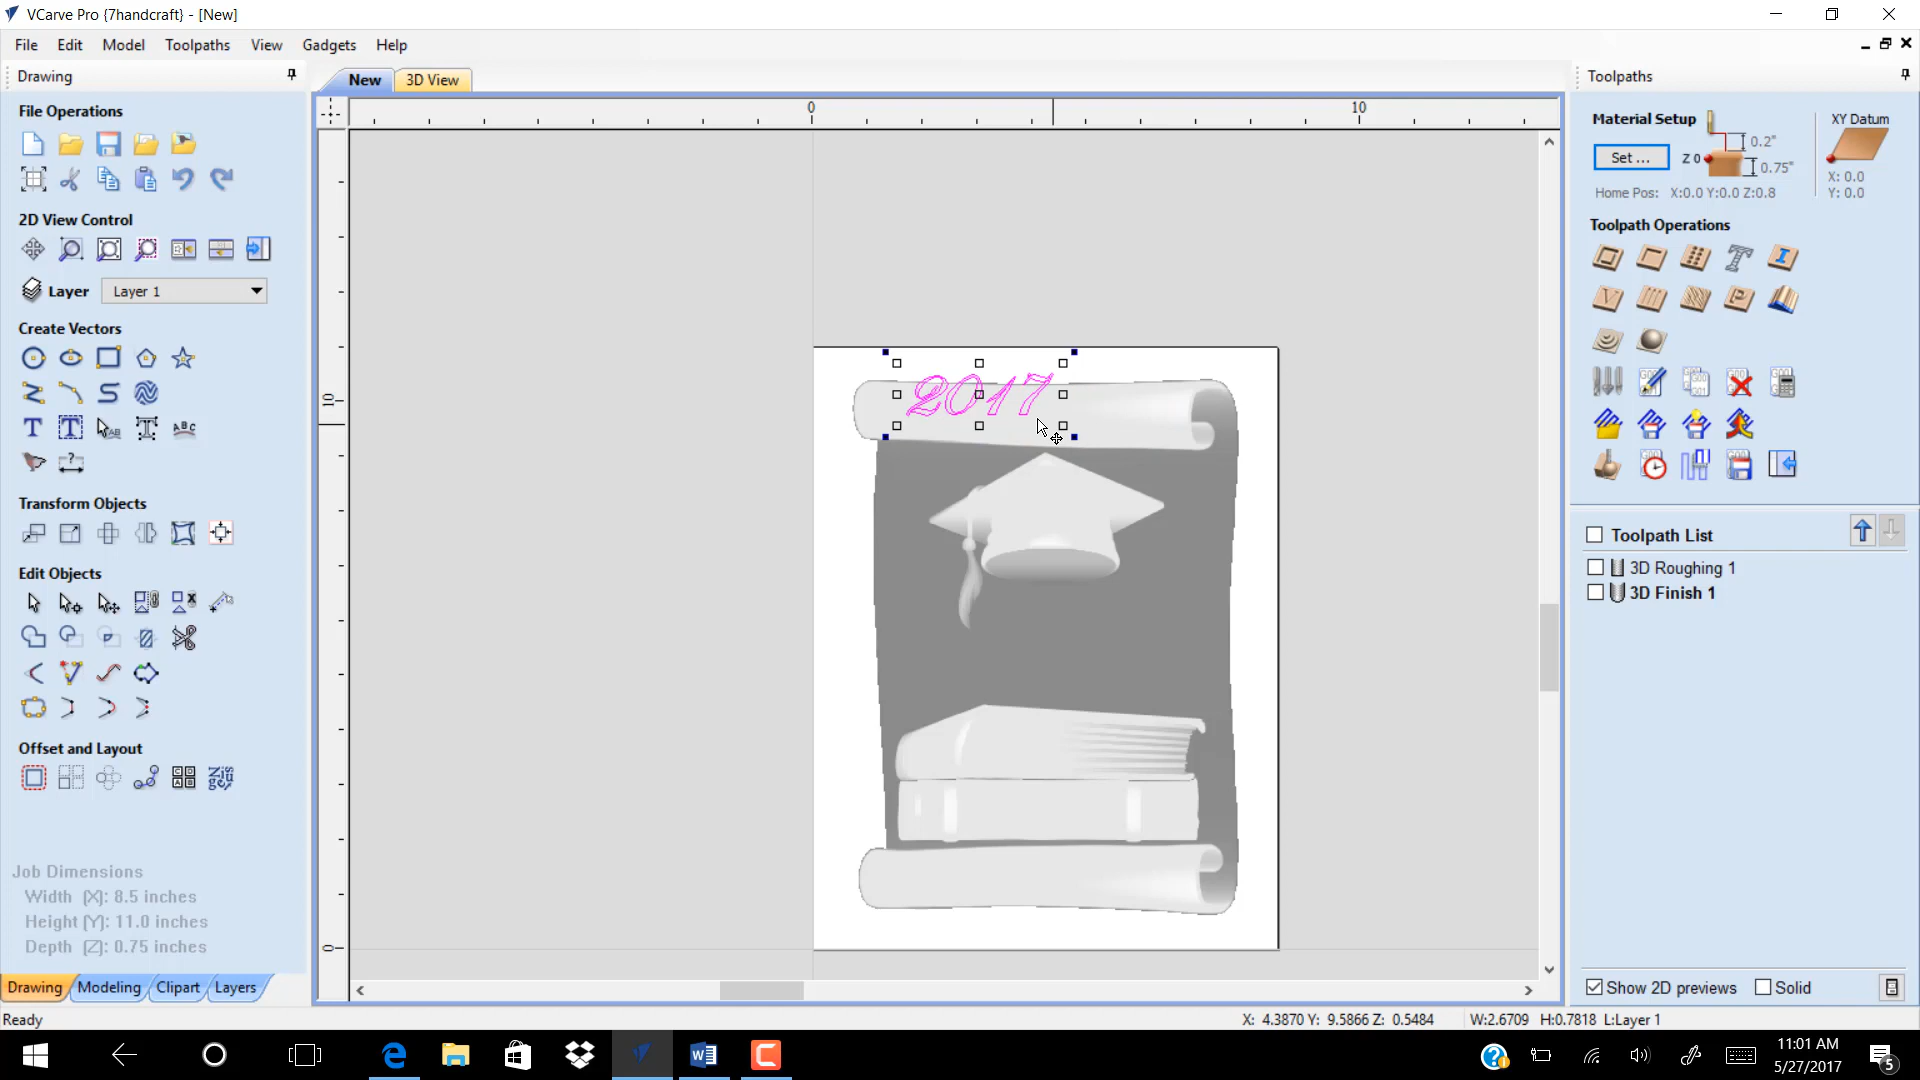 VCarve Pro {7handcraft} - [New]
File Edit Model Toolpaths View Gadgets Help
Drawing
New 3D View
Toolpaths
File Operations
2D View Control
Layer Layer 1
Create Vectors
Transform Objects
Edit Objects
Offset and Layout
Job Dimensions
Width (X): 8.5 inches
Height (Y): 11.0 inches
Depth (Z): 0.75 inches
Drawing Modeling Clipart Layers
Ready
0 10
10
0
2017
Material Setup
Set ...
Z 0
0.2"
0.75"
XY Datum
X: 0.0
Y: 0.0
Home Pos: X:0.0 Y:0.0 Z:0.8
Toolpath Operations
Toolpath List
3D Roughing 1
3D Finish 1
Show 2D previews Solid
X: 4.3870 Y: 9.5866 Z: 0.5484 W:2.6709 H:0.7818 L:Layer 1
11:01 AM
5/27/2017
5